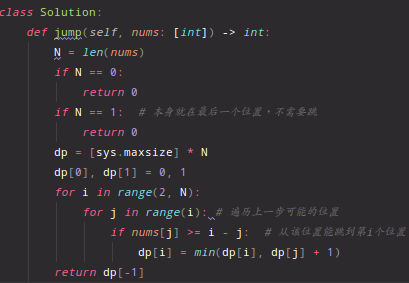 class Solution:
    def jump(self, nums: [int]) -> int:
        N = len(nums)
        if N == 0:
            return 0
        if N == 1:  # 本身就在最后一个位置，不需要跳
            return 0
        dp = [sys.maxsize] * N
        dp[0], dp[1] = 0, 1
        for i in range(2, N):
            for j in range(i): # 遍历上一步可能的位置
                if nums[j] >= i - j:  # 从该位置能跳到第i个位置
                    dp[i] = min(dp[i], dp[j] + 1)
        return dp[-1]